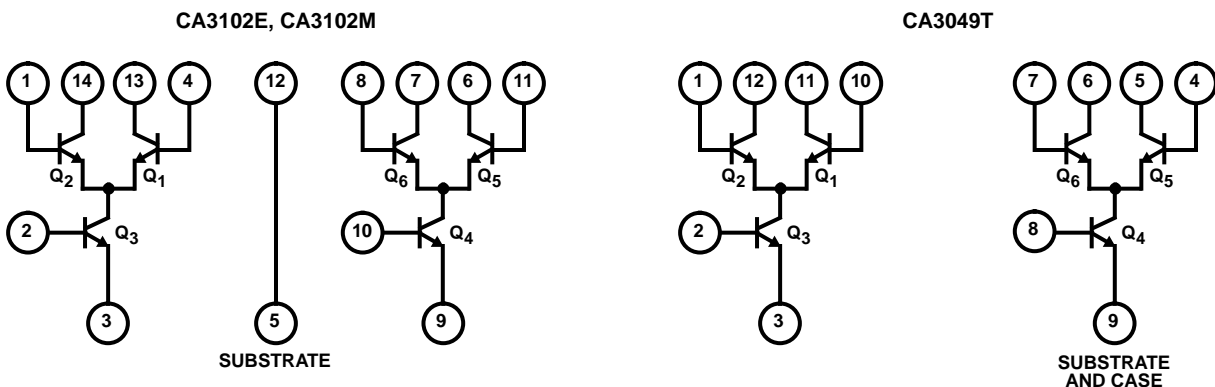 CA3102E, CA3102M
CA3049T
1 14 13 4 12 8 7 6 11
1 12 11 10 7 6 5 4
Q2 Q1 Q6 Q5
Q2 Q1 Q6 Q5
2 Q3 10 Q4
2 Q3 8 Q4
3 5 9
3 9
SUBSTRATE
SUBSTRATE
AND CASE